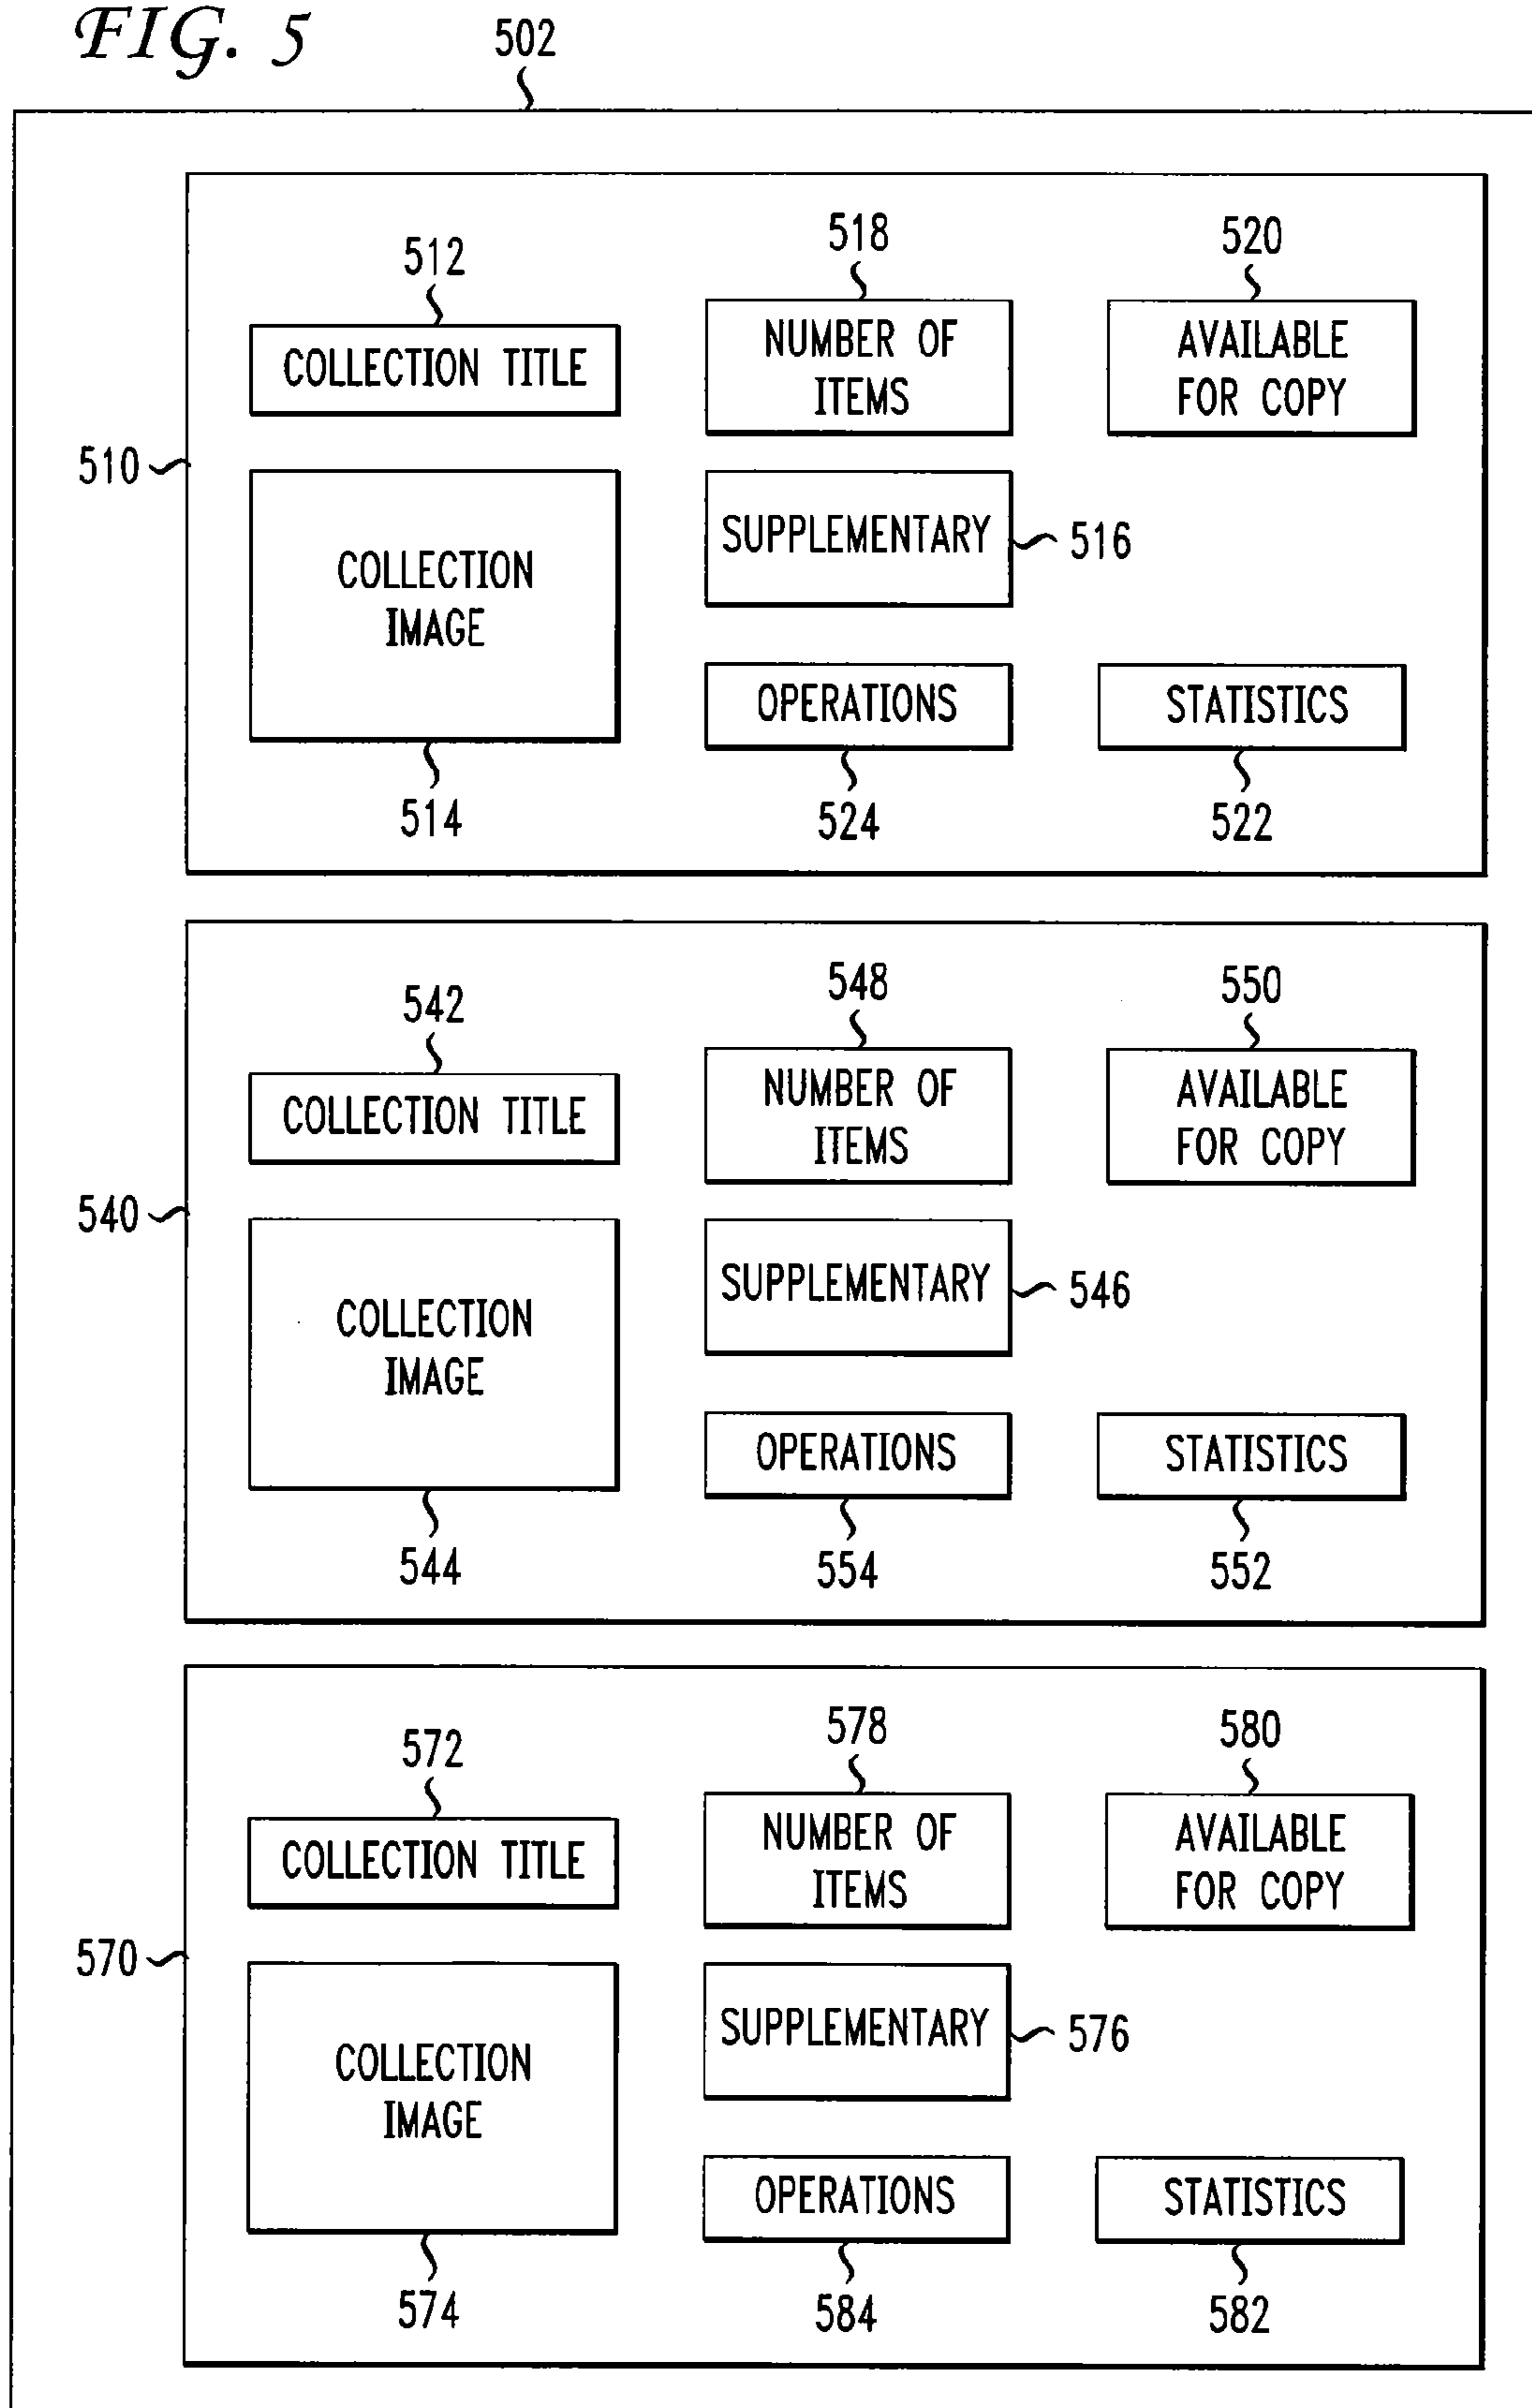 FIG. 5
502
512
518
520
COLLECTION TITLE
NUMBER OF
ITEMS
AVAILABLE
FOR COPY
510
COLLECTION
IMAGE
SUPPLEMENTARY
516
OPERATIONS
STATISTICS
514
524
522
542
548
550
COLLECTION TITLE
NUMBER OF
ITEMS
AVAILABLE
FOR COPY
540
COLLECTION
IMAGE
SUPPLEMENTARY
546
OPERATIONS
STATISTICS
544
554
552
572
578
580
COLLECTION TITLE
NUMBER OF
ITEMS
AVAILABLE
FOR COPY
570
COLLECTION
IMAGE
SUPPLEMENTARY
576
OPERATIONS
STATISTICS
574
584
582